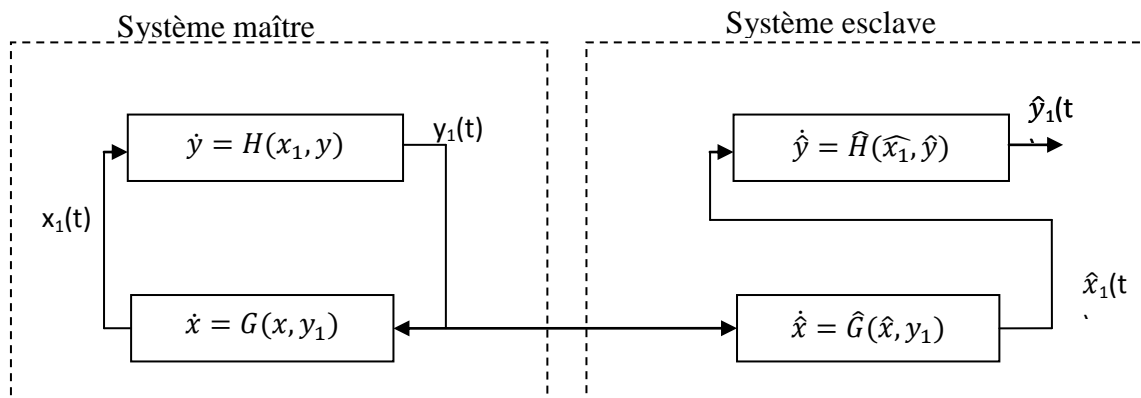 Système maître
Système esclave
ẏ = H(x₁, y)
y₁(t)
ŷ̇ = Ĥ(x̂₁, ŷ)
ŷ₁(t
x₁(t)
ẋ = G(x, y₁)
x̂̇ = Ĝ(x̂, y₁)
x̂₁(t